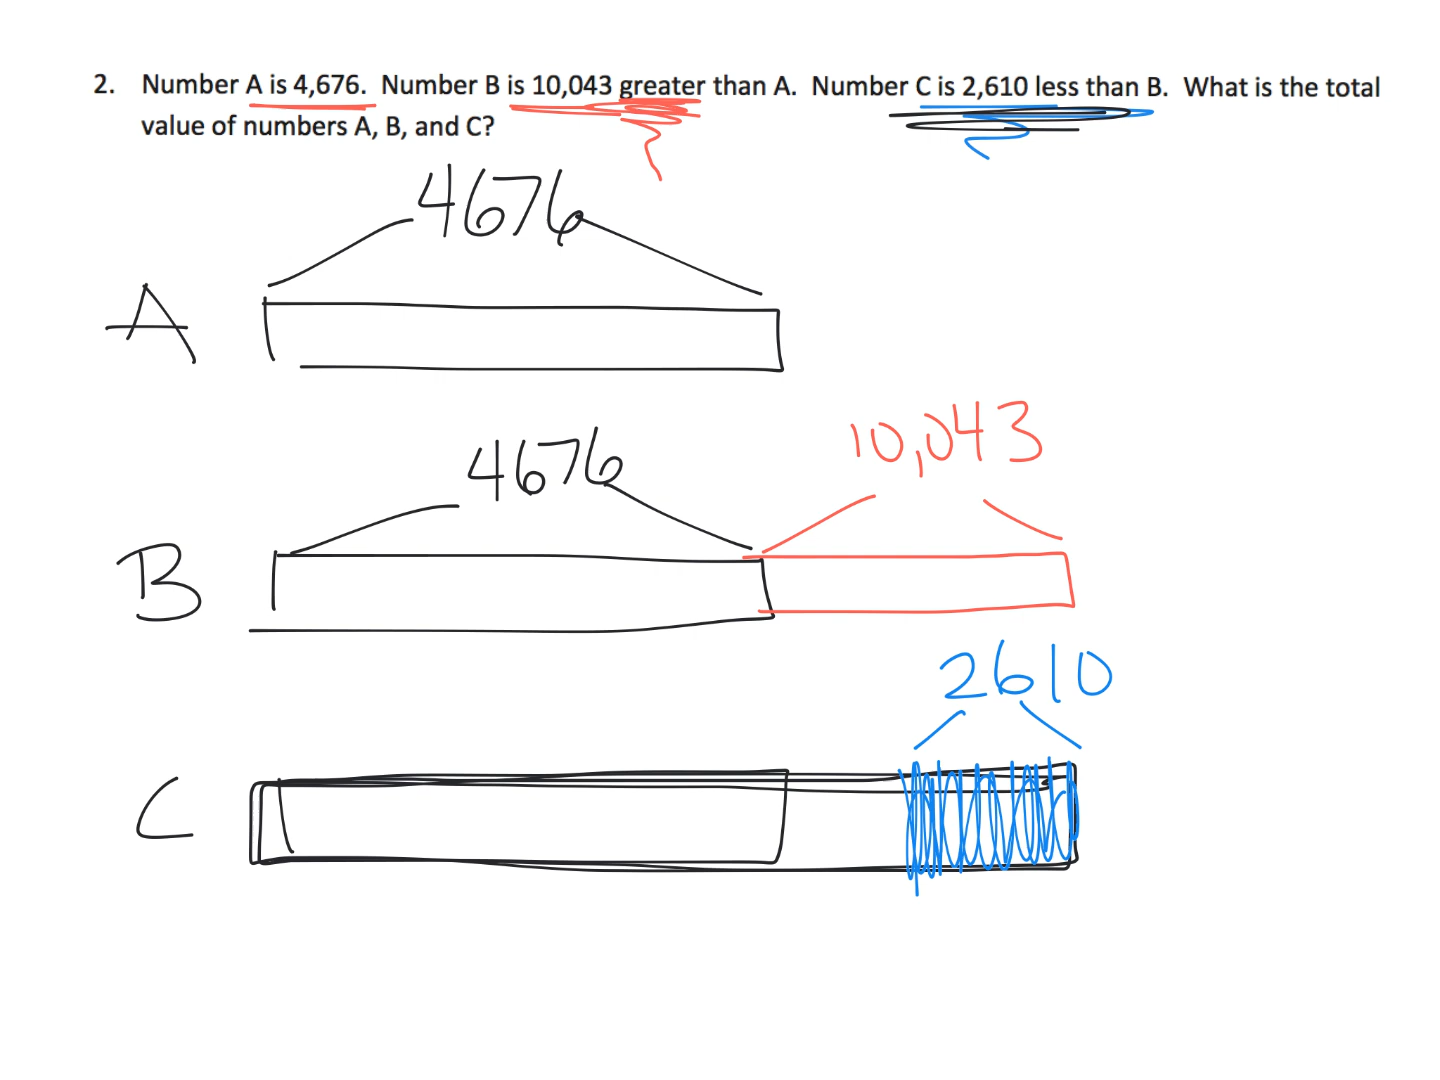 2. Number A is 4,676. Number B is 10,043 greater than A. Number C is 2,610 less than B. What is the total
value of numbers A, B, and C?
4676
A
10,043
4676
B
2610
C